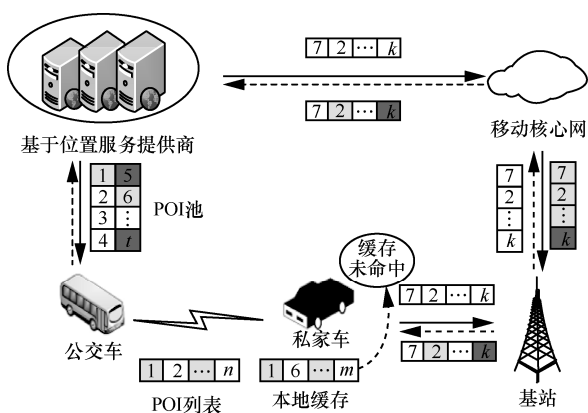 7 2 ⋯ k
7 2 ⋯ k
基于位置服务提供商
移动核心网
1 5
2 6
3 ⋮
4 t
POI池
7
2
⋮
k
7
2
⋮
k
缓存
未命中
7 2 ⋯ k
公交车
私家车
7 2 ⋯ k
1 2 ⋯ n
1 6 ⋯ m
POI列表
本地缓存
基站